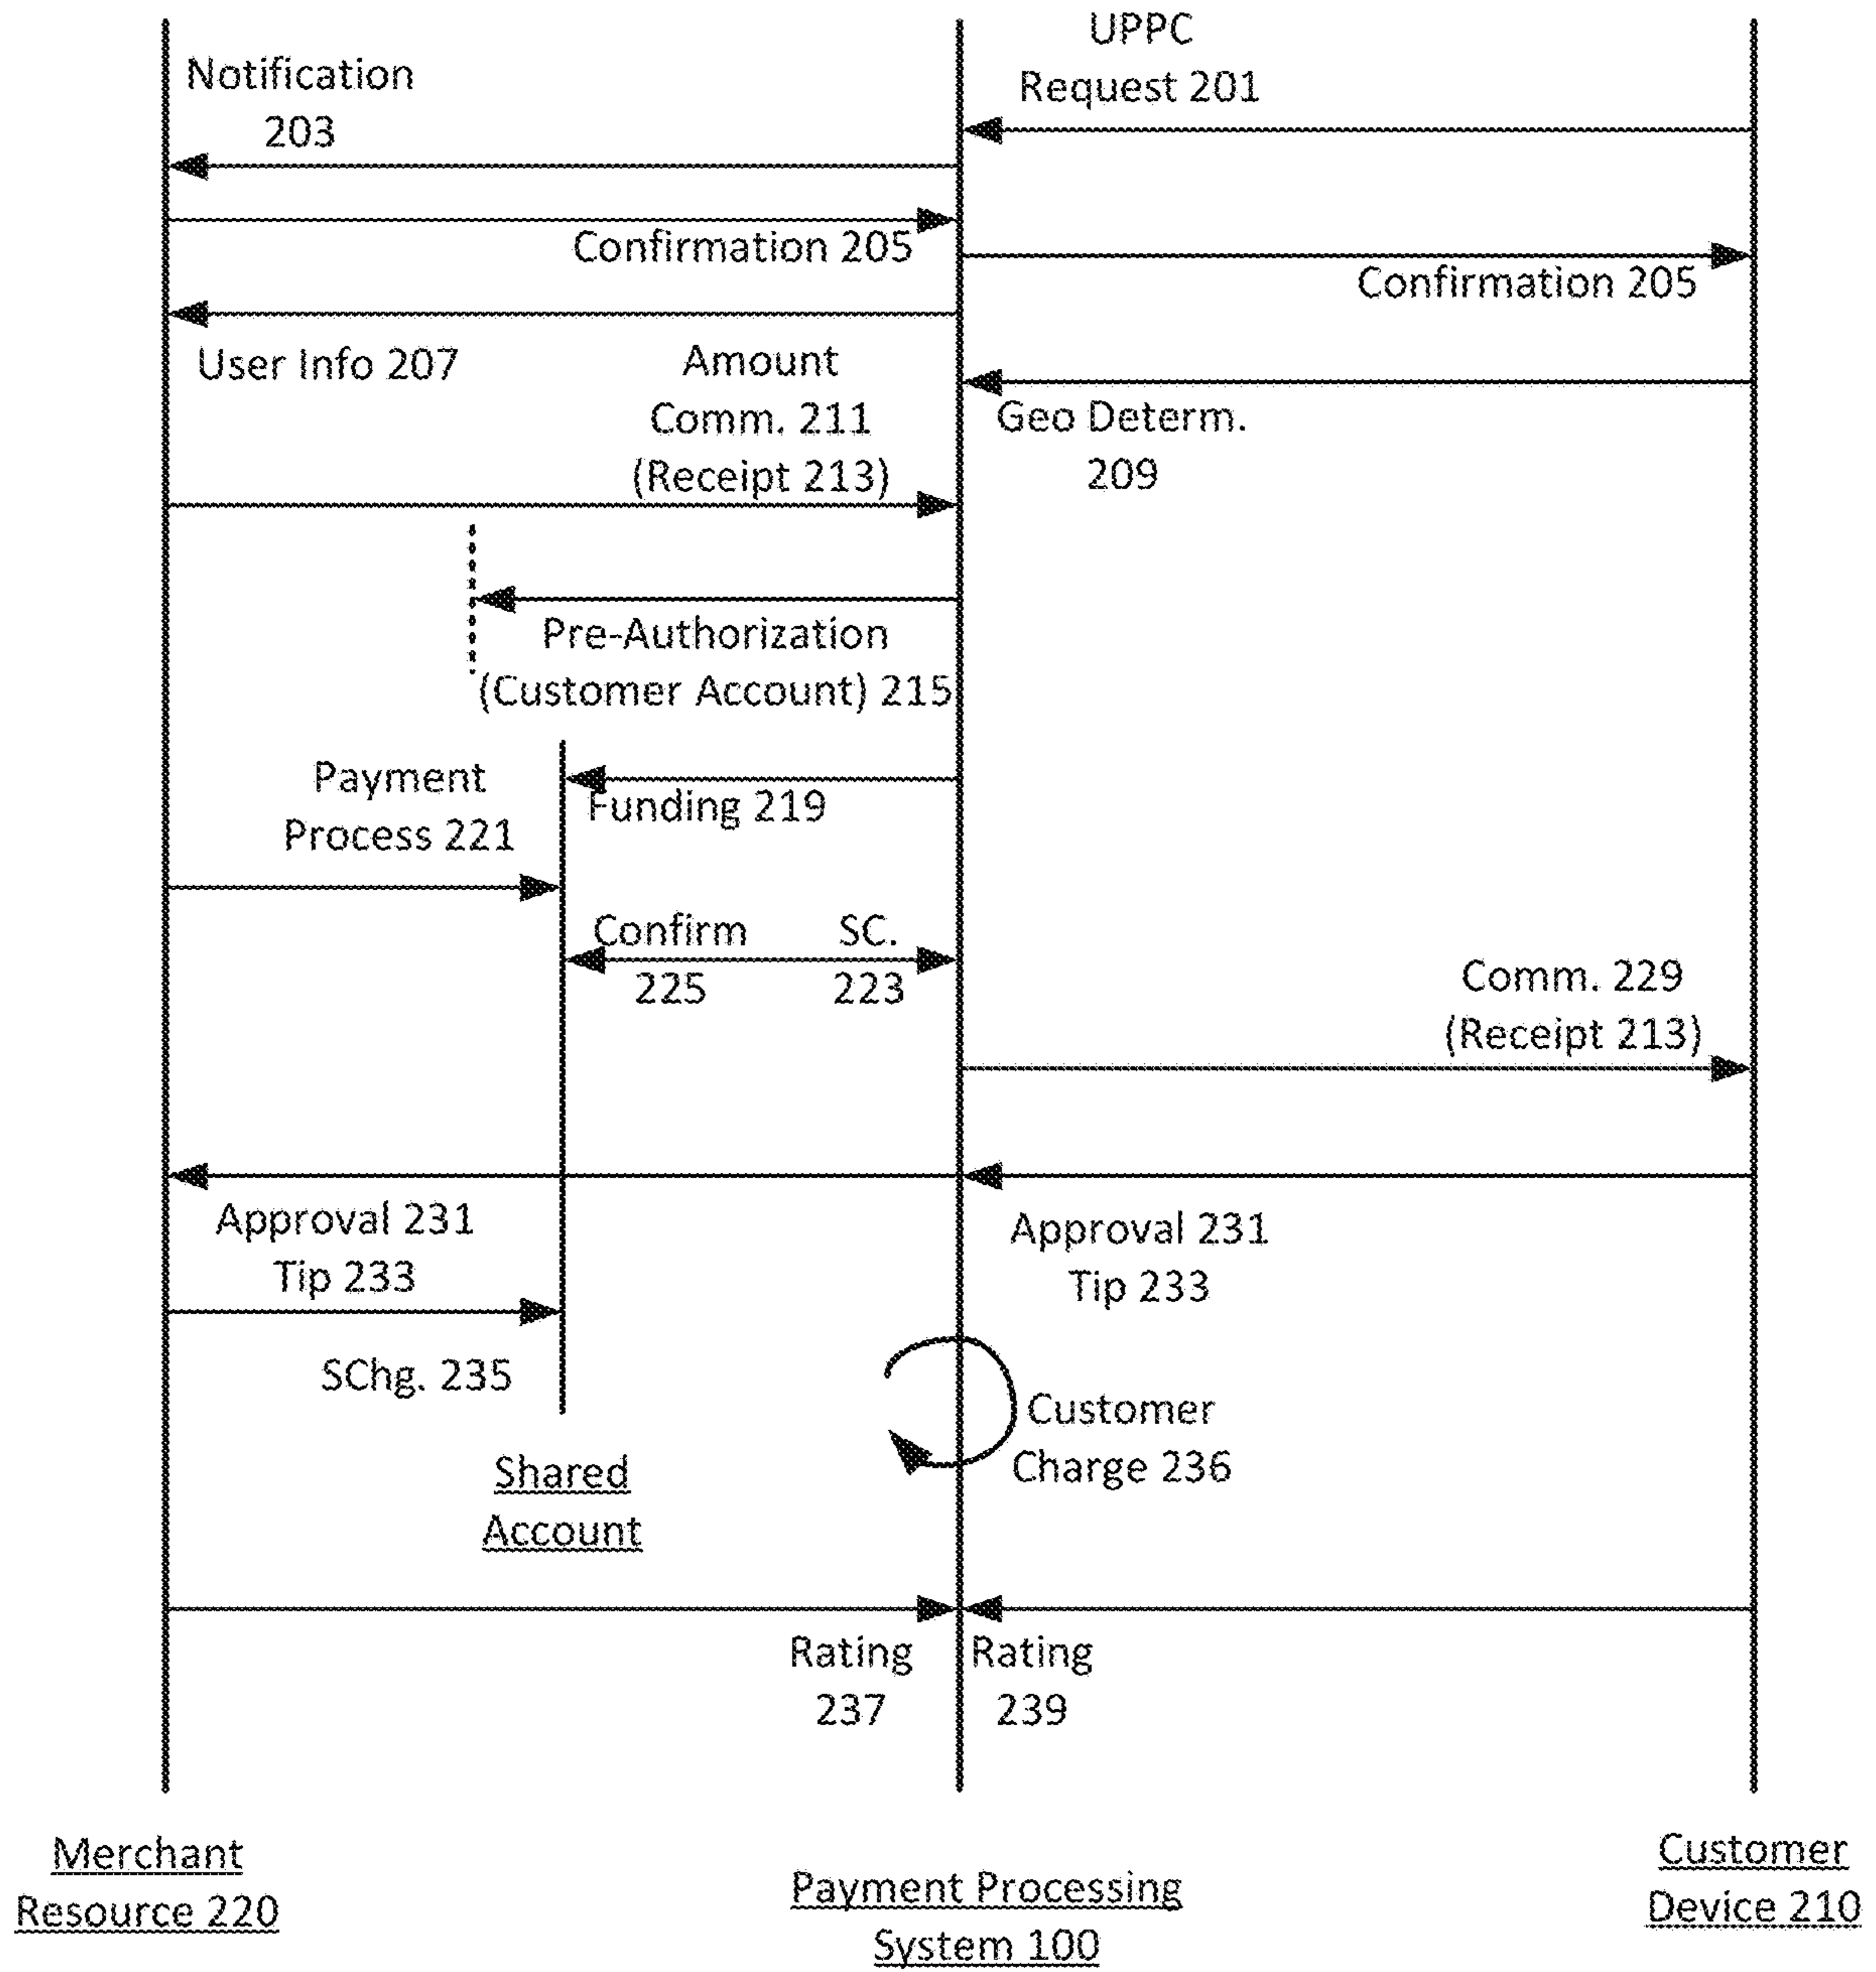 UPPC
Request 201
Notification
203
Confirmation 205
Confirmation 205
User Info 207
Amount
Comm. 211
(Receipt 213)
Geo Determ.
209
Pre-Authorization
(Customer Account) 215
Payment
Process 221
Funding 219
Confirm SC.
225 223
Comm. 229
(Receipt 213)
Approval 231
Tip 233
Approval 231
Tip 233
SChg. 235
Customer
Charge 236
Shared
Account
Rating
237
Rating
239
Merchant
Resource 220
Payment Processing
System 100
Customer
Device 210